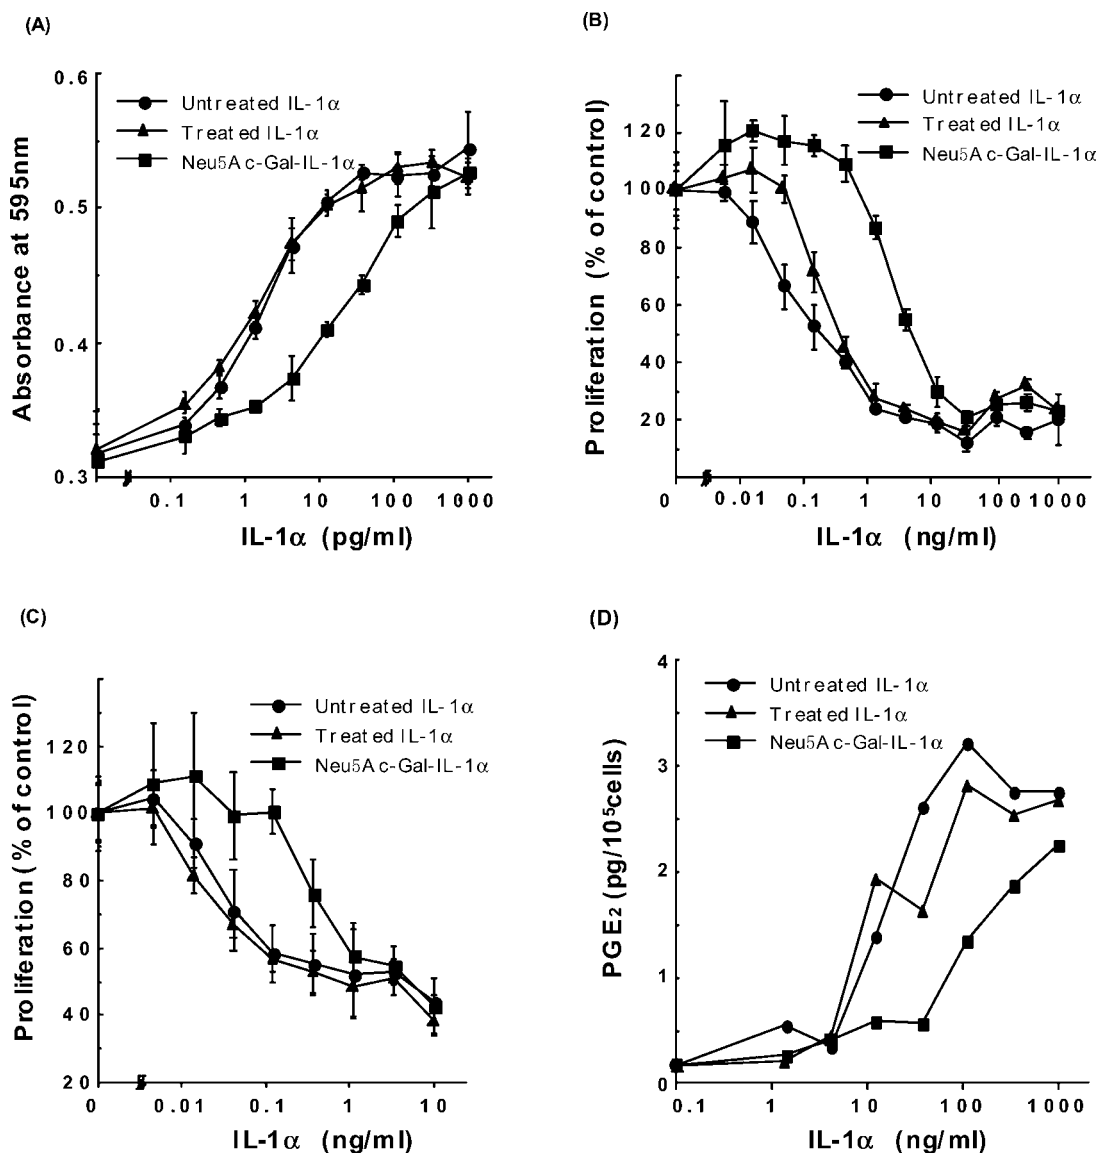 (A)
0.6
0.5
0.4
0.3
Absorbance at 595nm
Untreated IL-1α
Treated IL-1α
Neu5Ac-Gal-IL-1α
0.1 1 10 100 1000
IL-1α (pg/ml)
(B)
120
100
80
60
40
20
Proliferation (% of control)
Untreated IL-1α
Treated IL-1α
Neu5Ac-Gal-IL-1α
0 0.01 0.1 1 10 100 1000
IL-1α (ng/ml)
(C)
120
100
80
60
40
20
Proliferation (% of control)
Untreated IL-1α
Treated IL-1α
Neu5Ac-Gal-IL-1α
0 0.01 0.1 1 10
IL-1α (ng/ml)
(D)
4
3
2
1
0
PGE2 (pg/10⁵cells)
Untreated IL-1α
Treated IL-1α
Neu5Ac-Gal-IL-1α
0.1 1 10 100 1000
IL-1α (ng/ml)